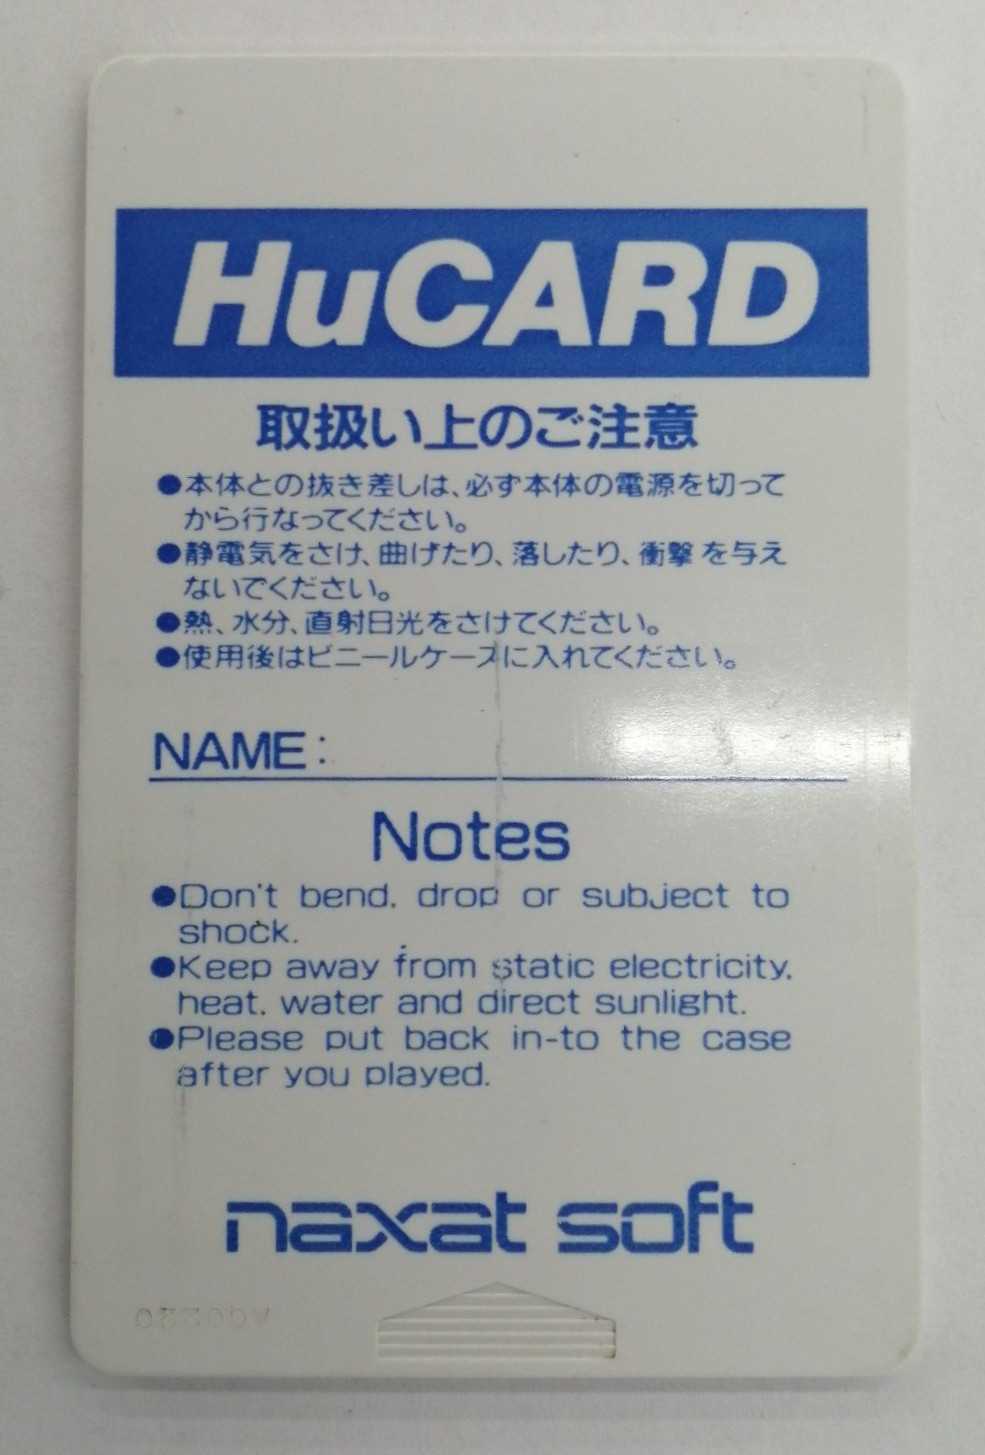 HuCARD
取扱い上のご注意
●本体との抜き差しは、必ず本体の電源を切って
から行なってください。
●静電気をさけ、曲げたり、落したり、衝撃を与え
ないでください。
●熱、水分、直射日光をさけてください。
●使用後はビニールケースに入れてください。
NAME:
Notes
●Don't bend, drop or subject to
shock.
●Keep away from static electricity,
heat, water and direct sunlight.
●Please put back in-to the case
after you played.
naxat soft